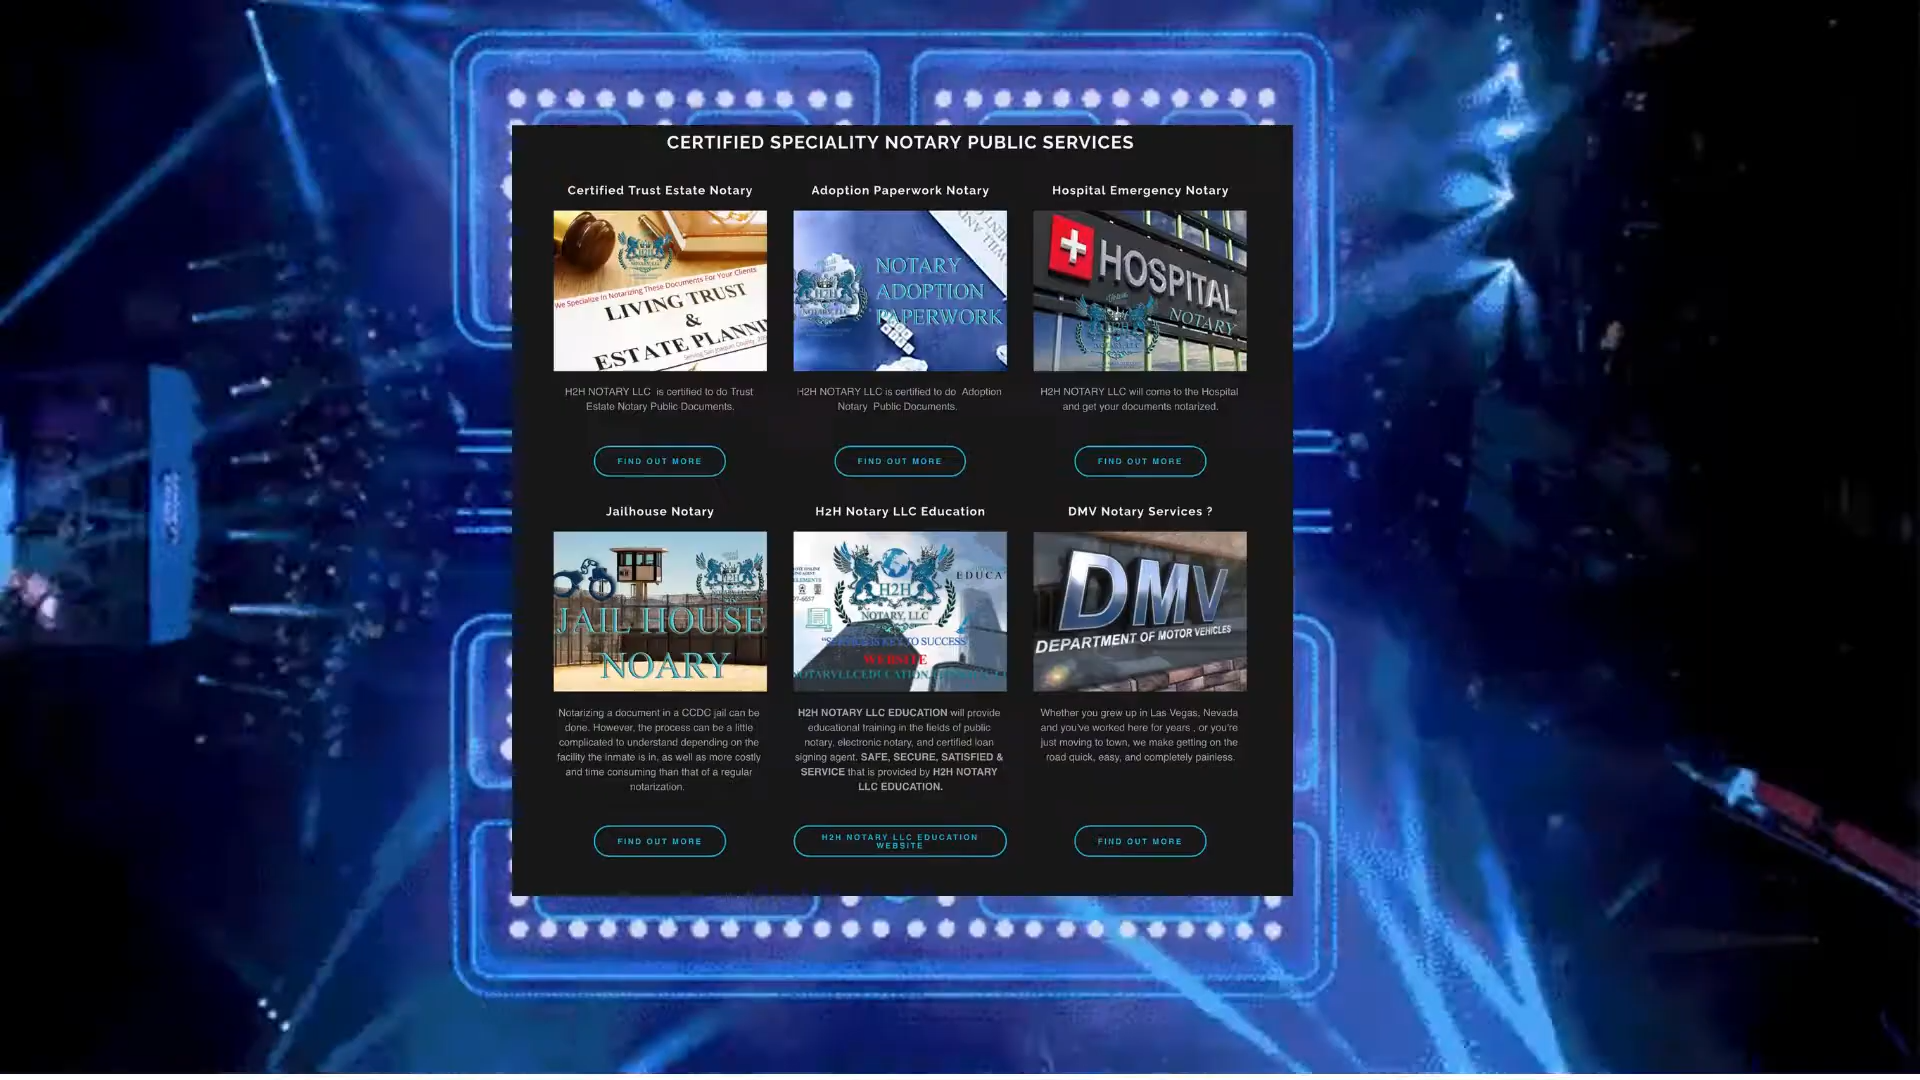 CERTIFIED SPECIALITY NOTARY PUBLIC SERVICES
Certified Trust Estate Notary
Adoption Paperwork Notary
Hospital Emergency Notary
We Specialize In Notarizing These Documents For Your Clients
LIVING TRUST
&
ESTATE PLANNI
Serving San Joaquin County
NOTARY
ADOPTION
PAPERWORK
H2H
NOTARY, LLC
HOSPITAL
NOTARY
H2H NOTARY LLC is certified to do Trust
Estate Notary Public Documents.
H2H NOTARY LLC is certified to do Adoption
Notary Public Documents.
H2H NOTARY LLC will come to the Hospital
and get your documents notarized.
FIND OUT MORE
FIND OUT MORE
FIND OUT MORE
Jailhouse Notary
H2H Notary LLC Education
DMV Notary Services ?
JAIL HOUSE
NOARY
EDUCA
H2H
NOTARY, LLC
TO SUCCESS
WEBSITE
DMV
DEPARTMENT OF MOTOR VEHICLES
Notarizing a document in a CCDC jail can be
done. However, the process can be a little
complicated to understand depending on the
facility the inmate is in, as well as more costly
and time consuming than that of a regular
notarization.
H2H NOTARY LLC EDUCATION will provide
educational training in the fields of public
notary, electronic notary, and certified loan
signing agent. SAFE, SECURE, SATISFIED &
SERVICE that is provided by H2H NOTARY
LLC EDUCATION.
Whether you grew up in Las Vegas, Nevada
and you've worked here for years , or you're
just moving to town, we make getting on the
road quick, easy, and completely painless.
FIND OUT MORE
H2H NOTARY LLC EDUCATION
WEBSITE
FIND OUT MORE